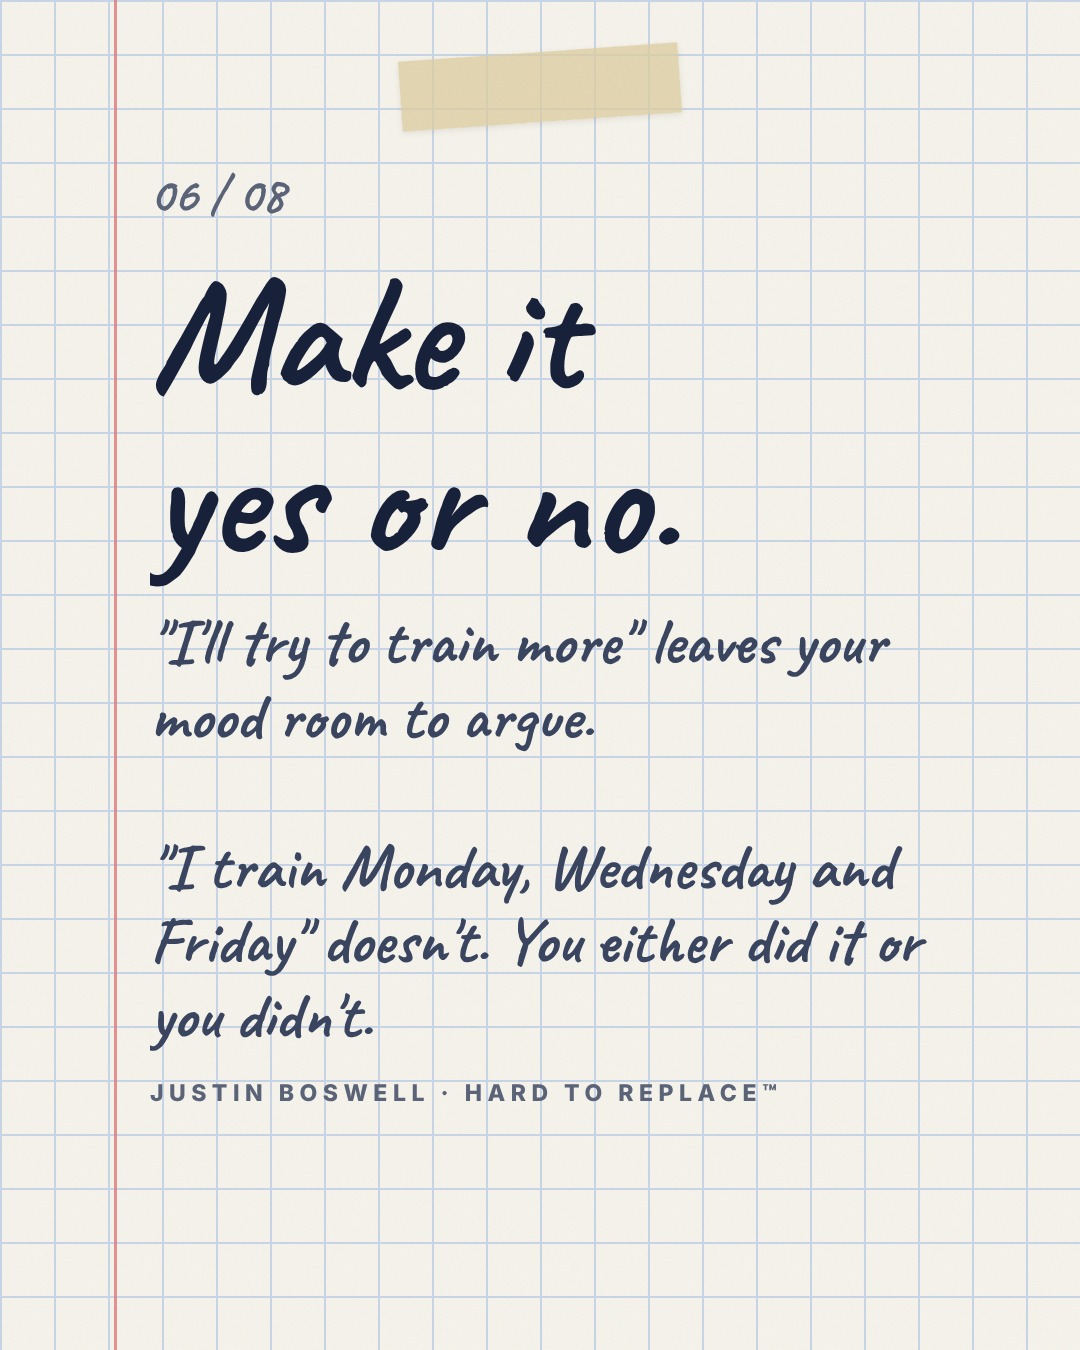 06 / 08
Make it
yes or no.
"I'll try to train more" leaves your
mood room to argue.
"I train Monday, Wednesday and
Friday" doesn't. You either did it or
you didn't.
JUSTIN BOSWELL · HARD TO REPLACE™